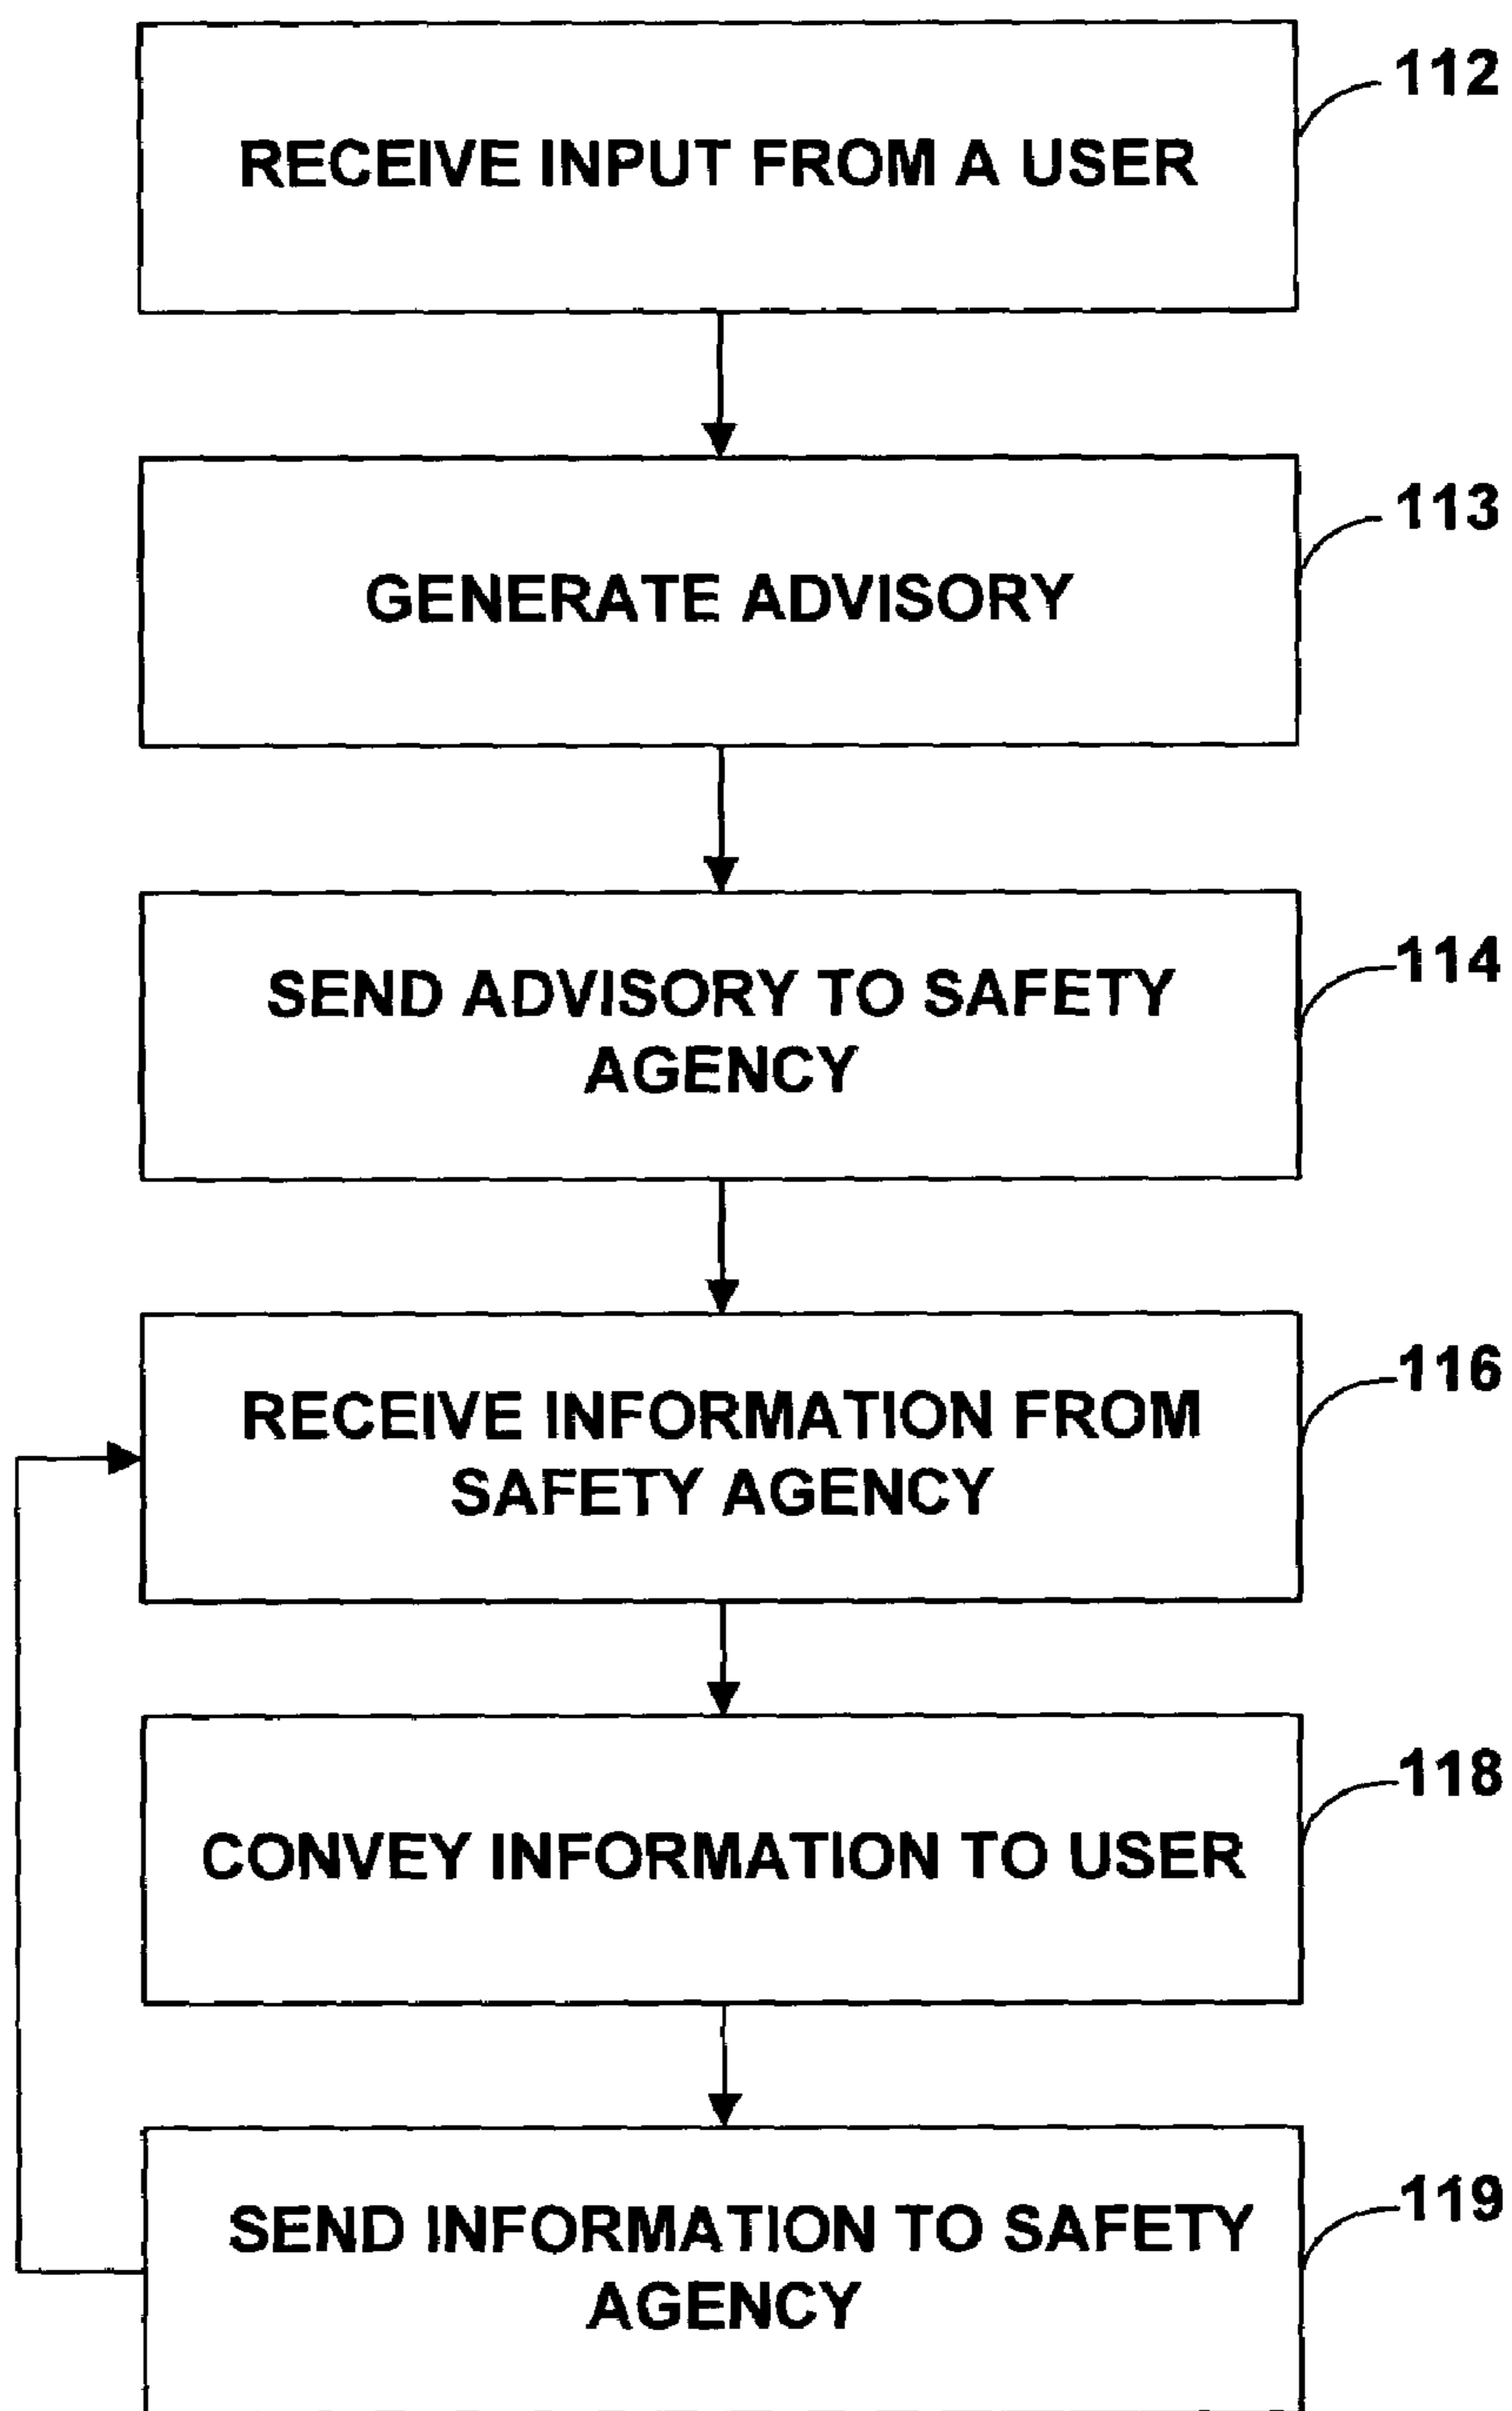 112
RECEIVE INPUT FROM A USER
113
GENERATE ADVISORY
114
SEND ADVISORY TO SAFETY
AGENCY
116
RECEIVE INFORMATION FROM
SAFETY AGENCY
118
CONVEY INFORMATION TO USER
119
SEND INFORMATION TO SAFETY
AGENCY